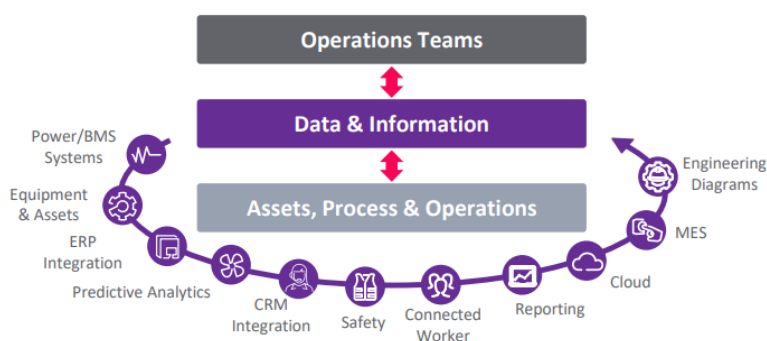 Operations Teams
Data & Information
Assets, Process & Operations
Power/BMS
Systems
Equipment
& Assets
ERP
Integration
Predictive Analytics
CRM
Integration
Safety
Connected
Worker
Reporting
Cloud
MES
Engineering
Diagrams